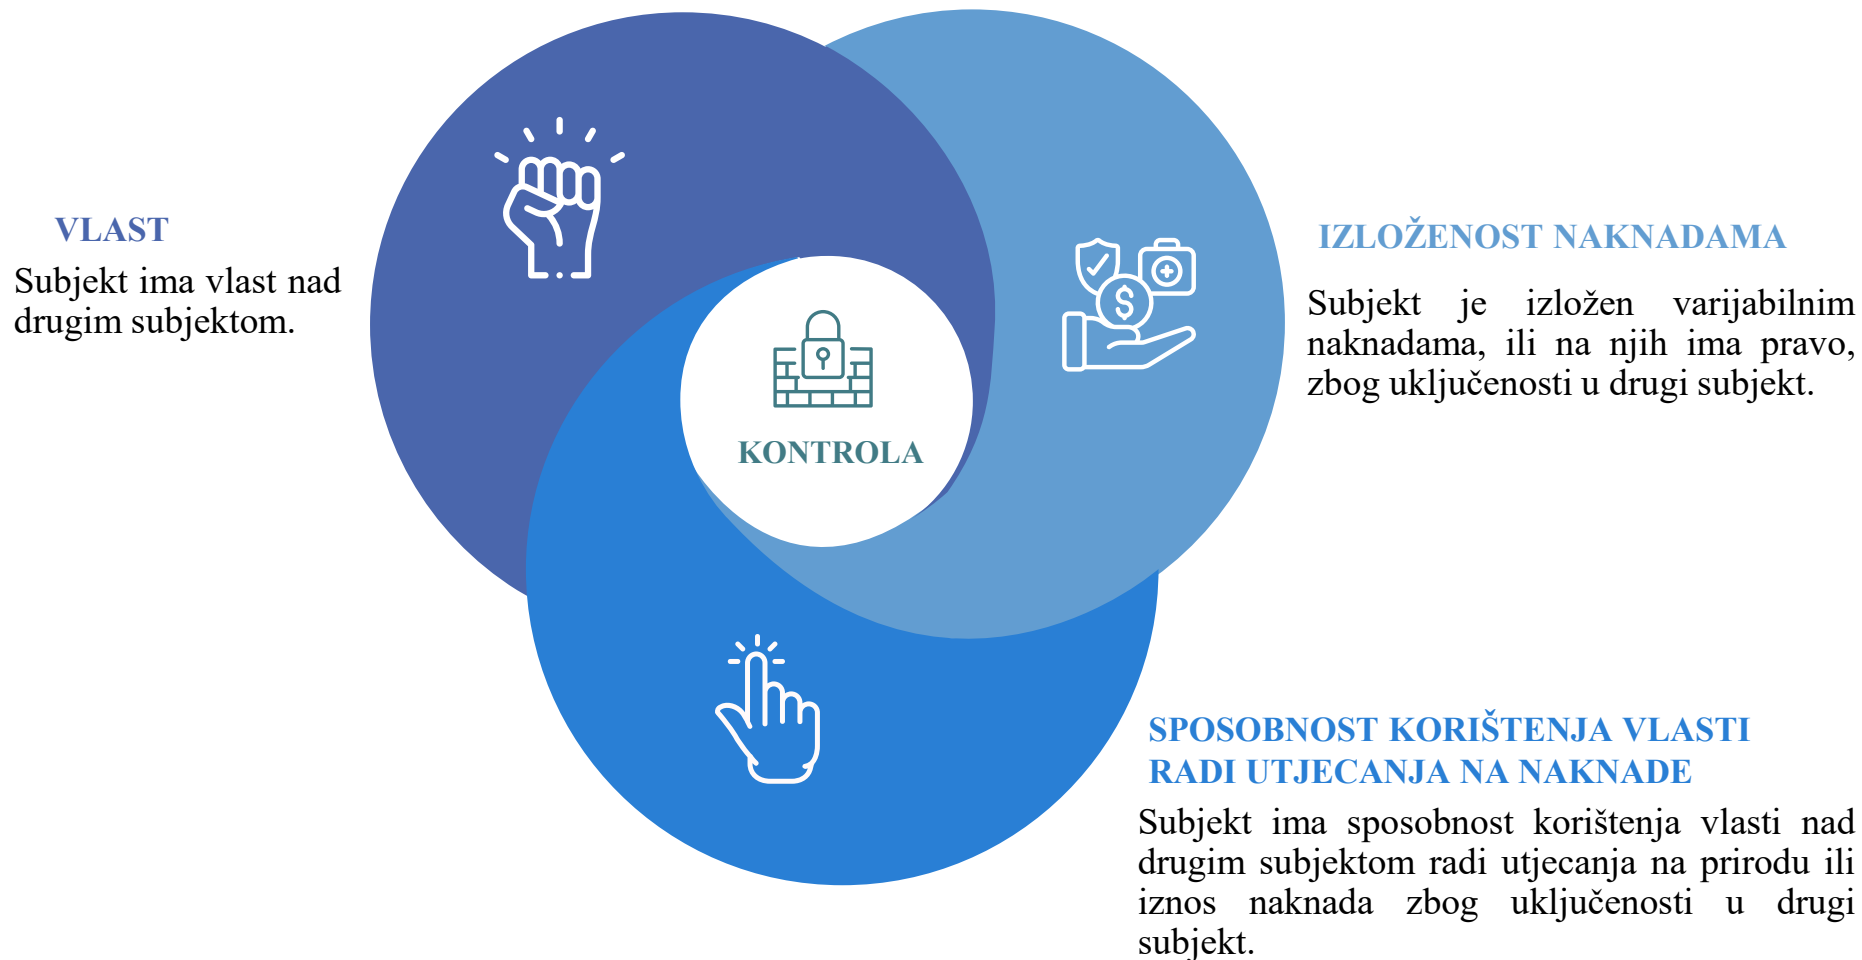 VLAST
Subjekt ima vlast nad
drugim subjektom.
KONTROLA
IZLOŽENOST NAKNADAMA
Subjekt je izložen varijabilnim
naknadama, ili na njih ima pravo,
zbog uključenosti u drugi subjekt.
SPOSOBNOST KORIŠTENJA VLASTI
RADI UTJECANJA NA NAKNADE
Subjekt ima sposobnost korištenja vlasti nad
drugim subjektom radi utjecanja na prirodu ili
iznos naknada zbog uključenosti u drugi
subjekt.